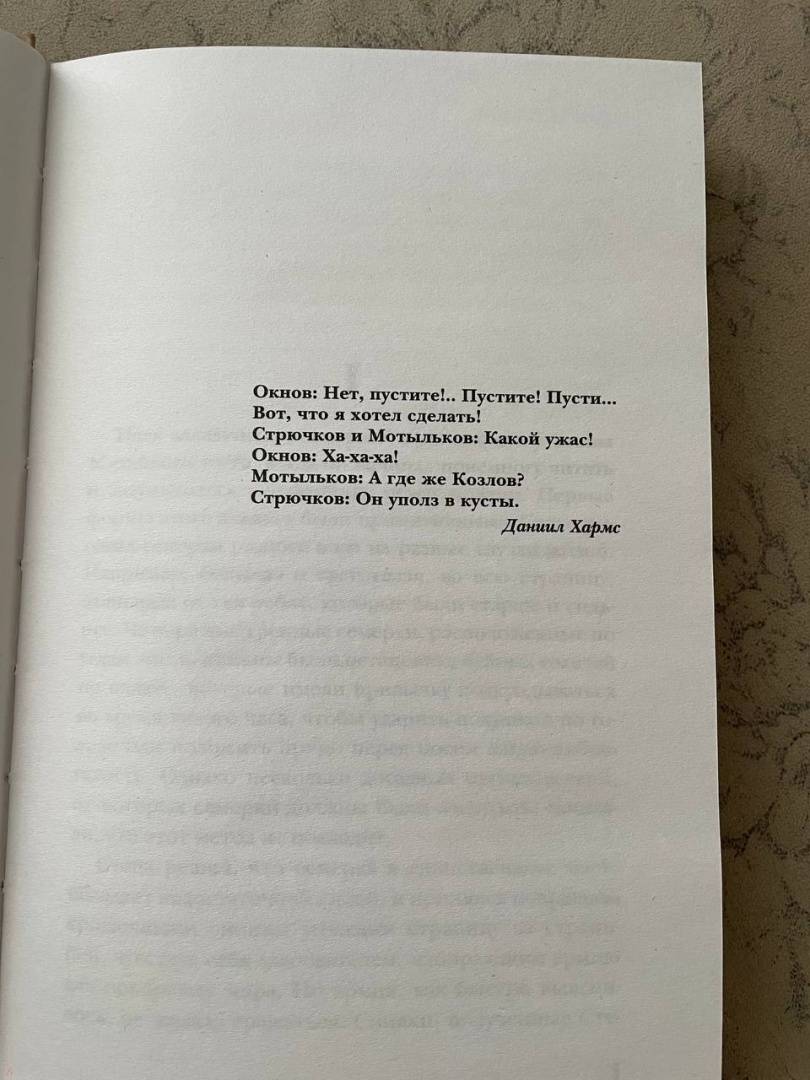 Окнов: Нет, пустите!.. Пустите! Пусти...
Вот, что я хотел сделать!
Стрючков и Мотыльков: Какой ужас!
Окнов: Ха-ха-ха!
Мотыльков: А где же Козлов?
Стрючков: Он уполз в кусты.
Даниил Хармс